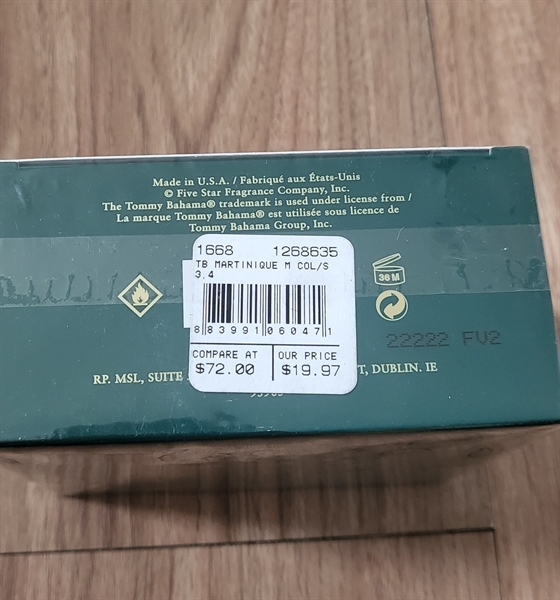 Made in U.S.A. / Fabriqué aux États-Unis
© Five Star Fragrance Company, Inc.
The Tommy Bahama® trademark is used under license from /
La marque Tommy Bahama® est utilisée sous licence de
Tommy Bahama Group, Inc.
1668 1268635
TB MARTINIQUE M COL/S
3.4
36 M
8 83991 06047 1
22222 FV2
COMPARE AT OUR PRICE
$72.00 $19.97
RP. MSL, SUITE T, DUBLIN. IE